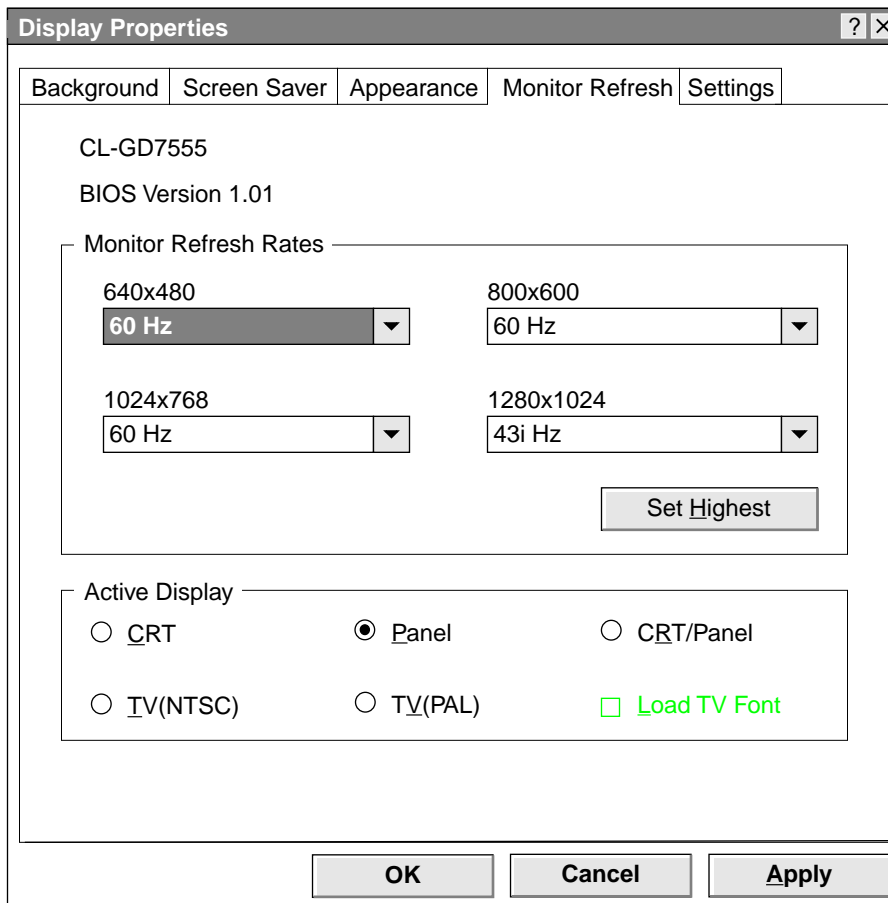 Display Properties ? X
Background Screen Saver Appearance Monitor Refresh Settings
CL-GD7555
BIOS Version 1.01
Monitor Refresh Rates
640x480 800x600
60 Hz 60 Hz
1024x768 1280x1024
60 Hz 43i Hz
Set Highest
Active Display
CRT Panel CRT/Panel
TV(NTSC) TV(PAL) Load TV Font
OK Cancel Apply